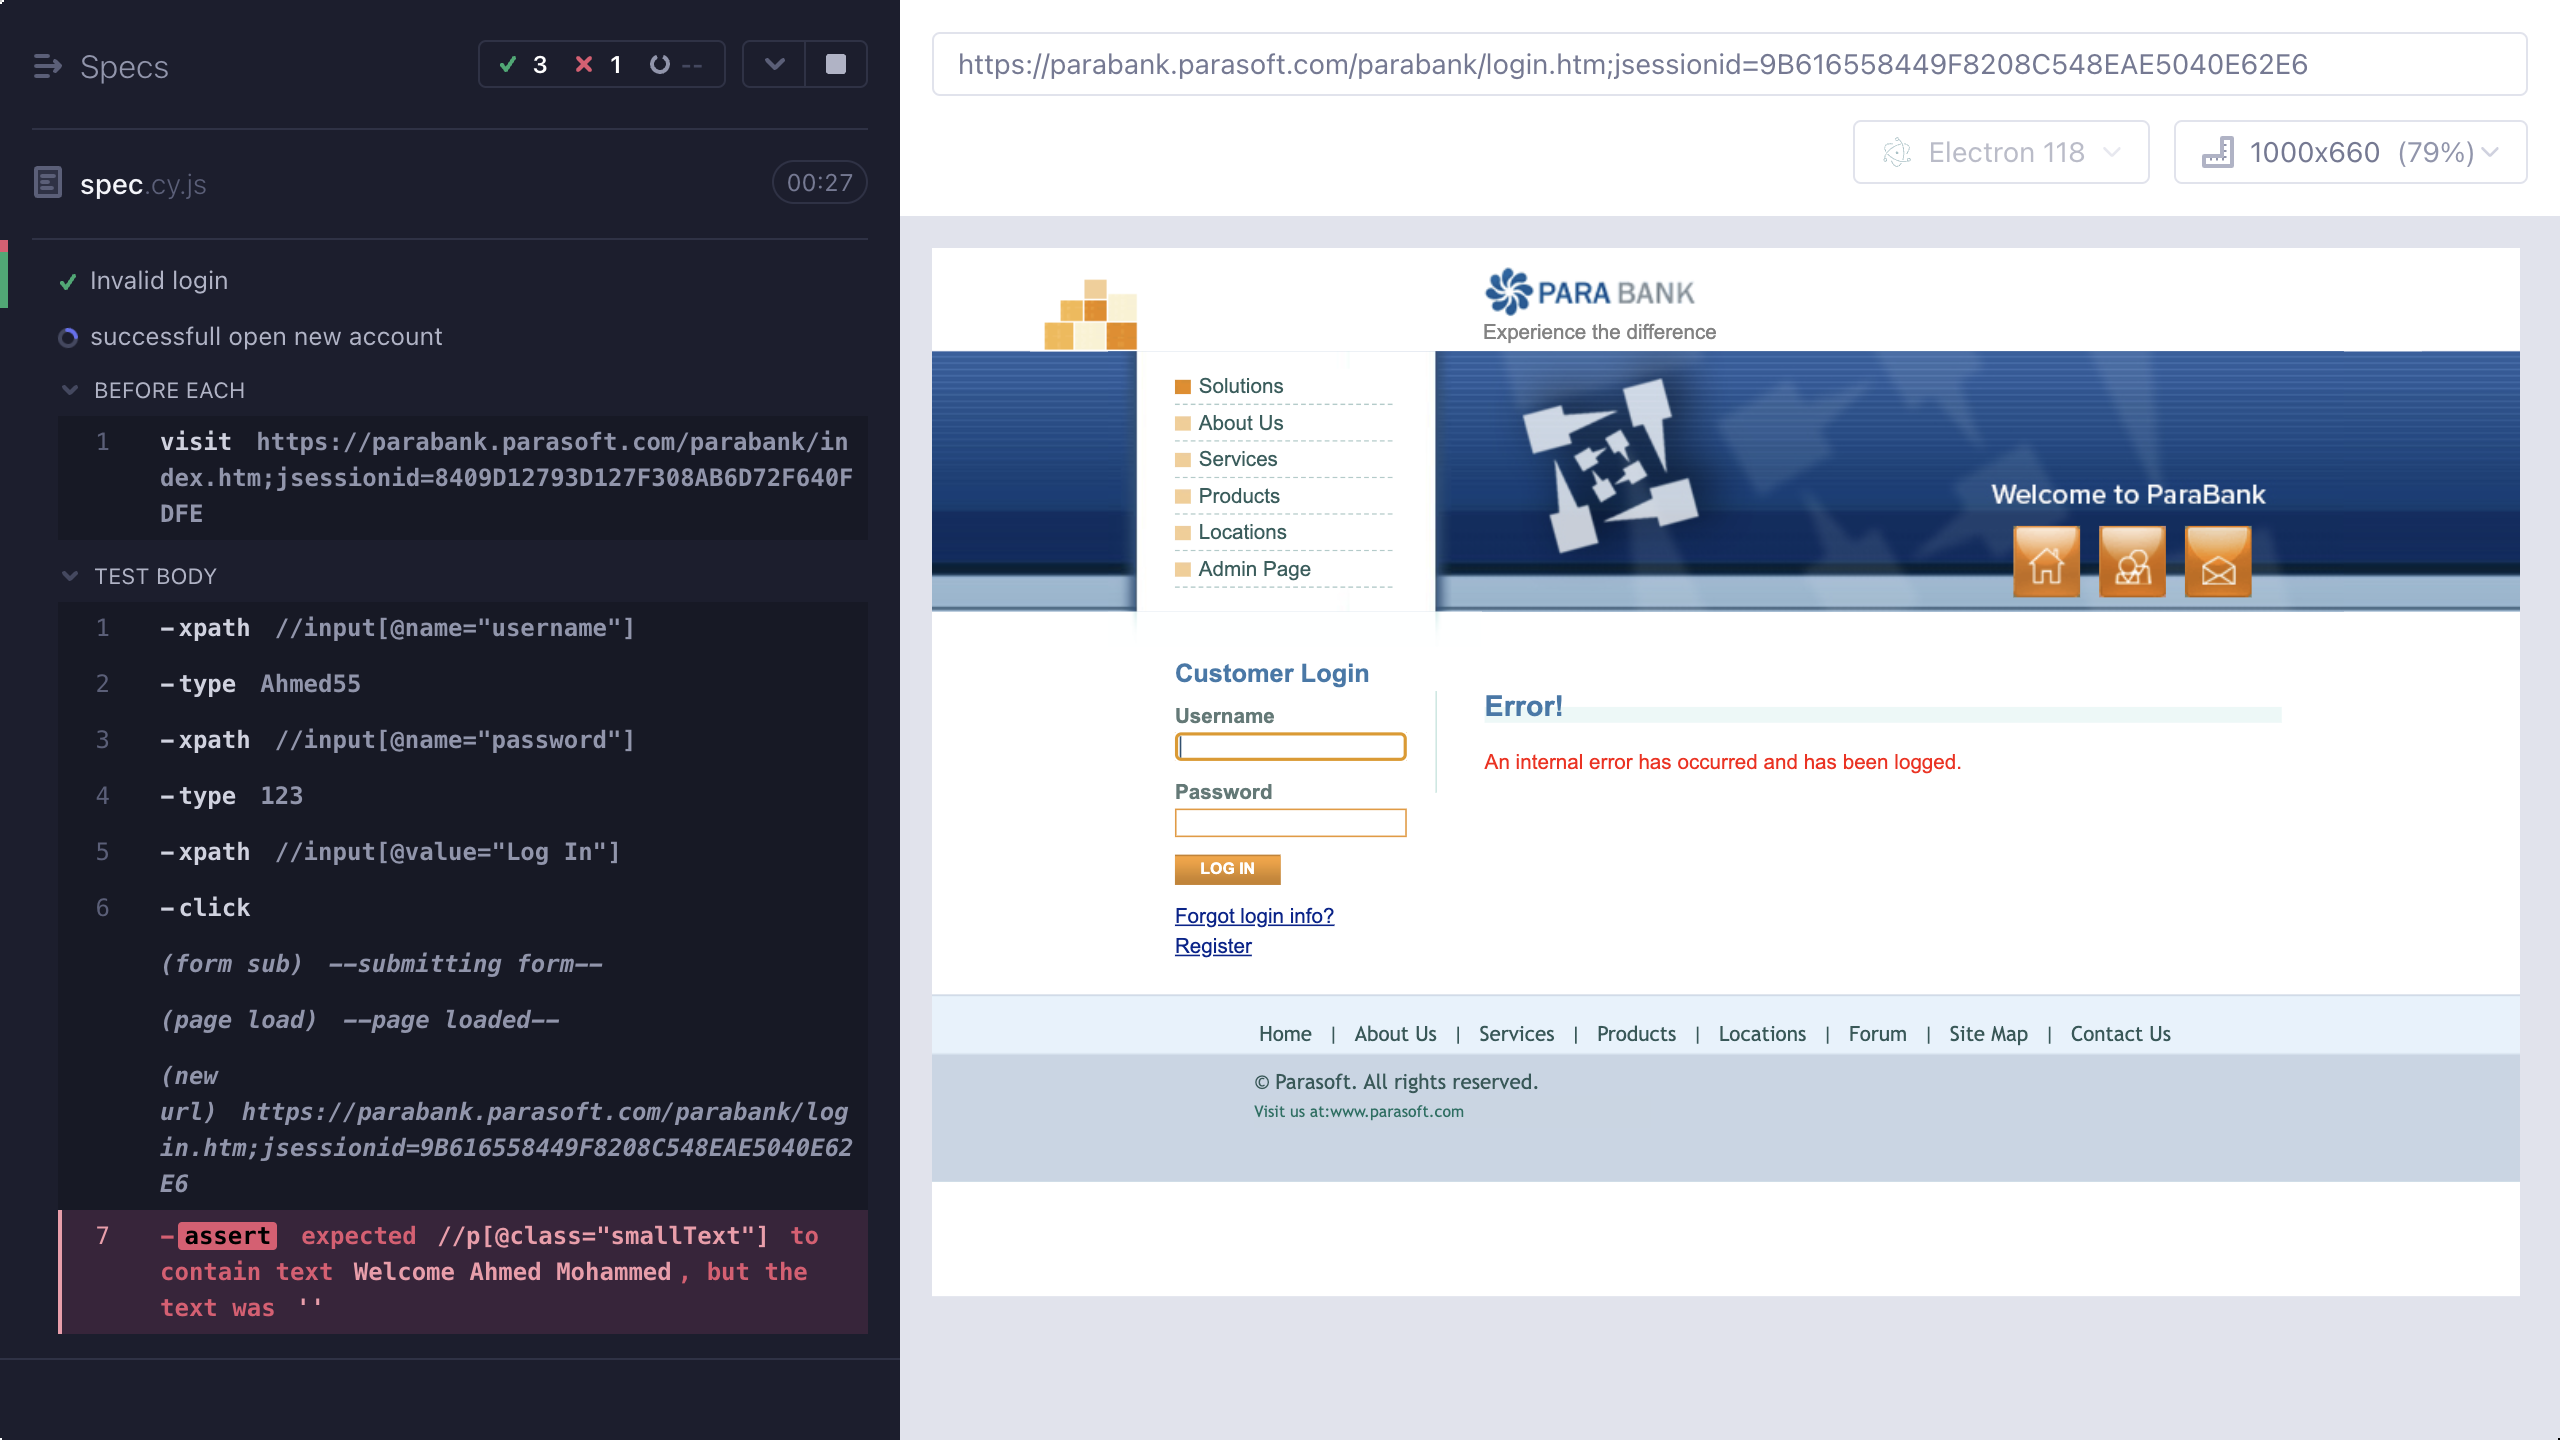 Specs
3 1 --
spec.cy.js
00:27
Invalid login
successfull open new account
BEFORE EACH
1 visit https://parabank.parasoft.com/parabank/in
dex.htm;jsessionid=8409D12793D127F308AB6D72F640F
DFE
TEST BODY
1 -xpath //input[@name="username"]
2 -type Ahmed55
3 -xpath //input[@name="password"]
4 -type 123
5 -xpath //input[@value="Log In"]
6 -click
(form sub) --submitting form--
(page load) --page loaded--
(new
url) https://parabank.parasoft.com/parabank/log
in.htm;jsessionid=9B616558449F8208C548EAE5040E62
E6
7 -assert expected //p[@class="smallText"] to
contain text Welcome Ahmed Mohammed, but the
text was ''
https://parabank.parasoft.com/parabank/login.htm;jsessionid=9B616558449F8208C548EAE5040E62E6
Electron 118
1000x660 (79%)
PARA BANK
Experience the difference
Solutions
About Us
Services
Products
Locations
Admin Page
Welcome to ParaBank
Customer Login
Username
Password
LOG IN
Forgot login info?
Register
Error!
An internal error has occurred and has been logged.
Home | About Us | Services | Products | Locations | Forum | Site Map | Contact Us
© Parasoft. All rights reserved.
Visit us at:www.parasoft.com